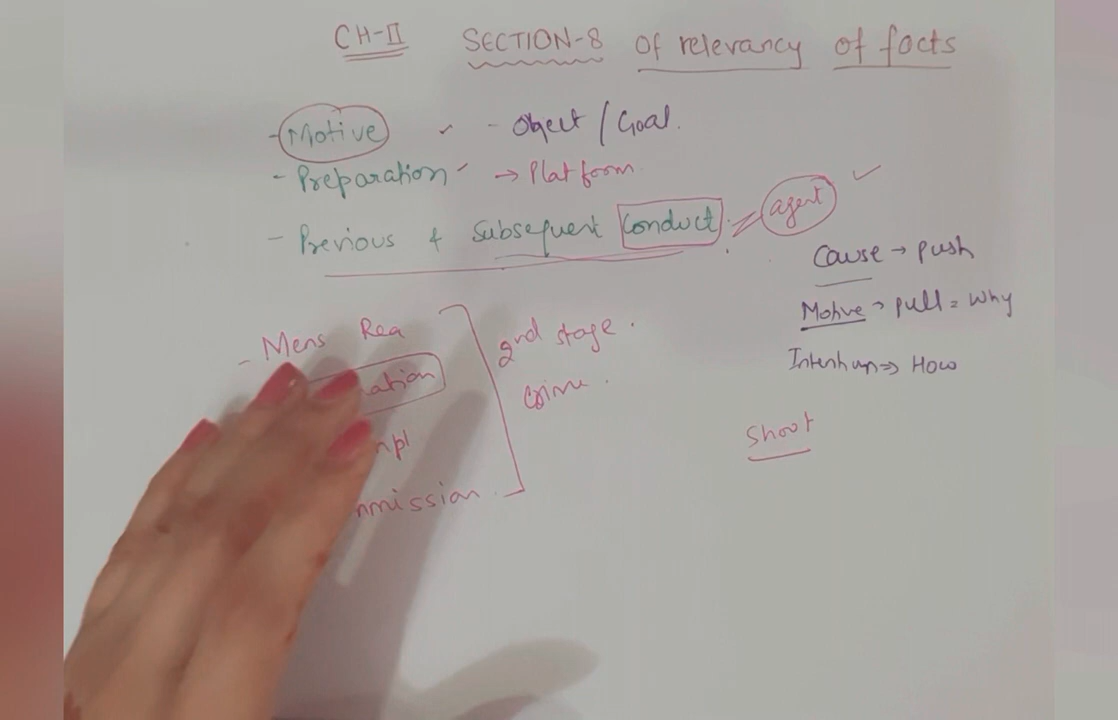 CH-II SECTION-8 Of relevancy of facts
- Motive ✓ - Object / Goal.
- Preparation ✓ → Platform
- Previous & Subsequent Conduct. = agent ✓
Cause → push
Motive → pull = Why
Intention => How
- Mens Rea
2nd stage.
crime.
Shoot